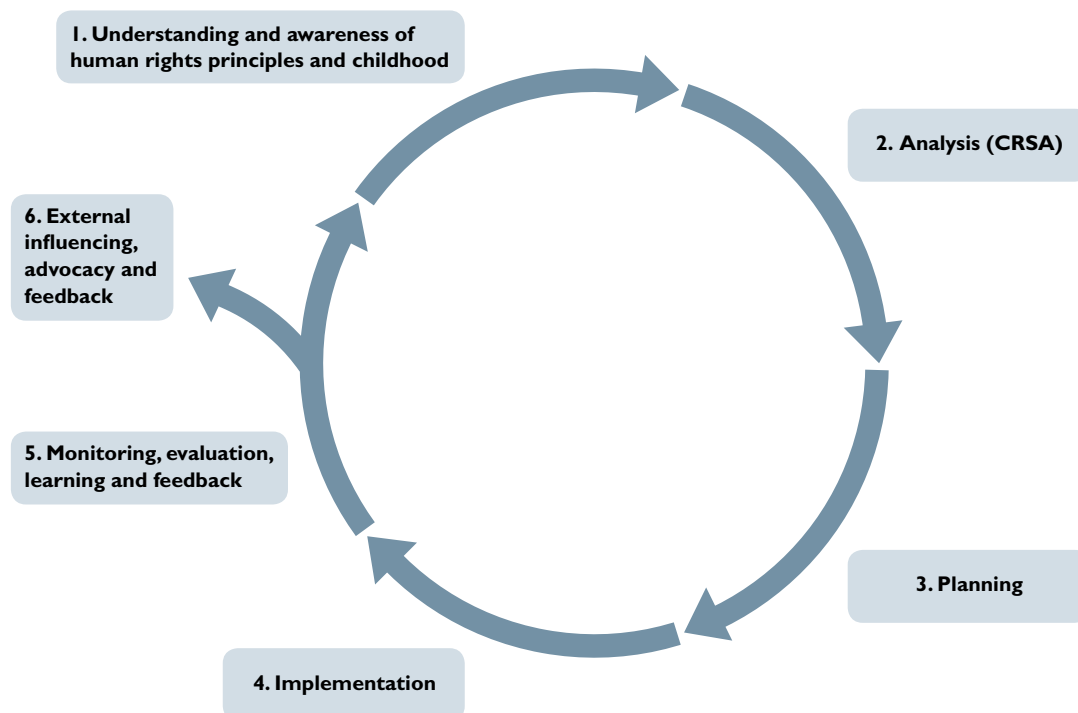 1. Understanding and awareness of
human rights principles and childhood
2. Analysis (CRSA)
3. Planning
4. Implementation
5. Monitoring, evaluation,
learning and feedback
6. External
influencing,
advocacy and
feedback